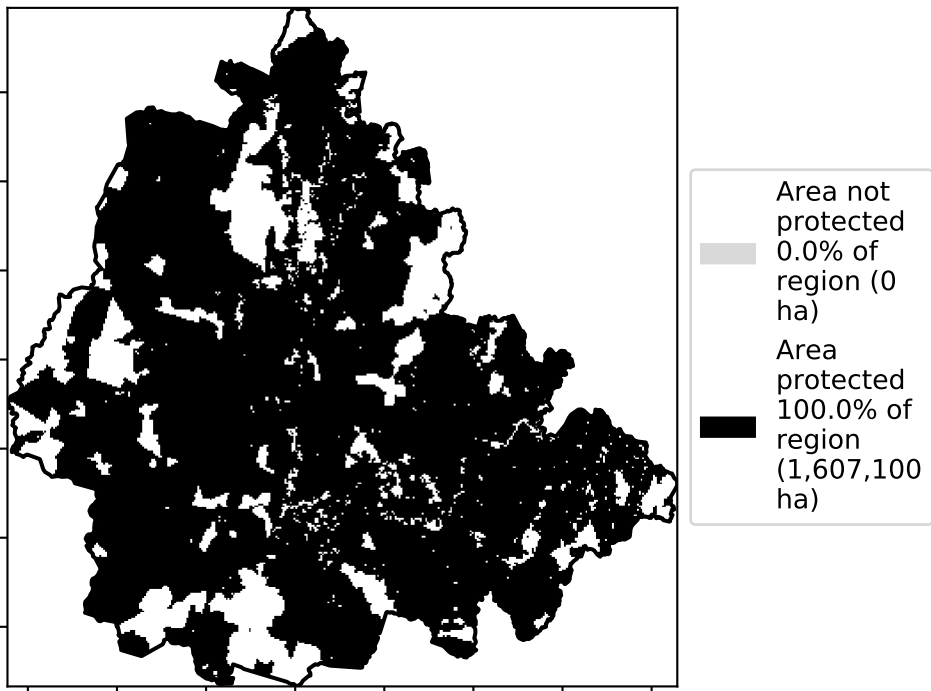 Area not
protected
0.0% of
region (0
ha)
Area
protected
100.0% of
region
(1,607,100
ha)